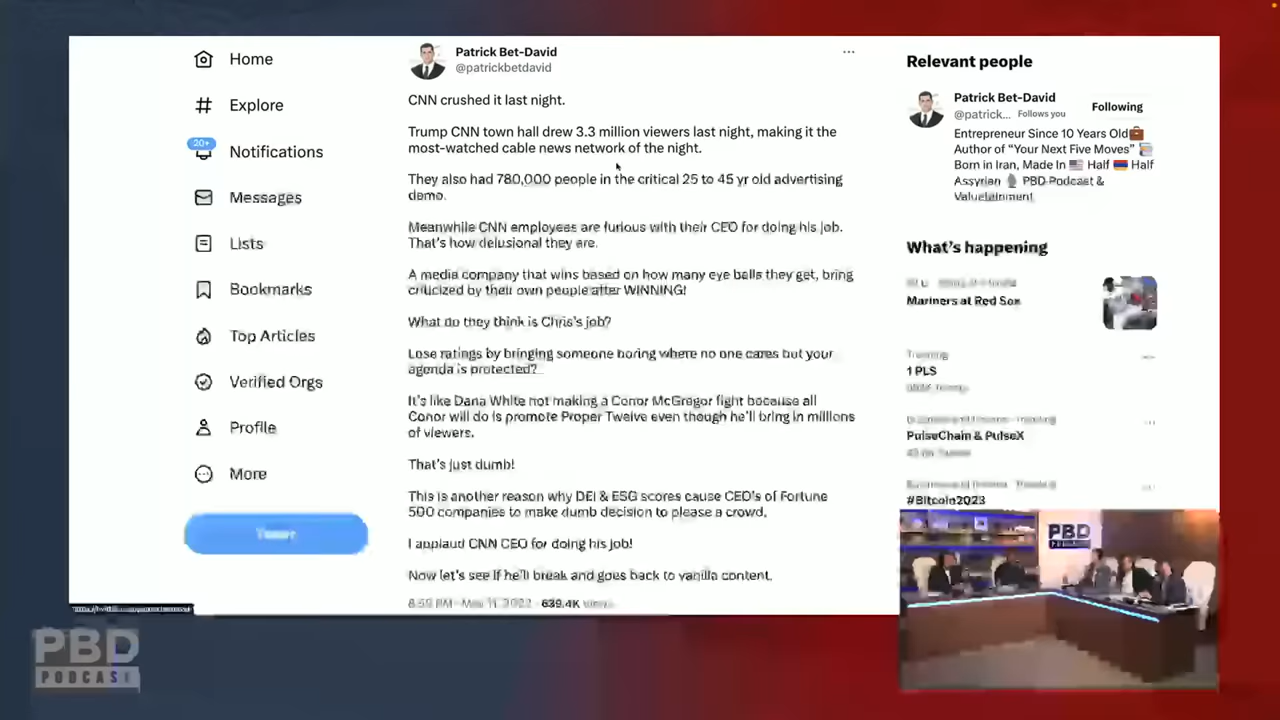 Home
Explore
20+
Notifications
Messages
Lists
Bookmarks
Top Articles
Verified Orgs
Profile
More
Tweet
Patrick Bet-David
@patrickbetdavid
CNN crushed it last night.
Trump CNN town hall drew 3.3 million viewers last night, making it the
most-watched cable news network of the night.
They also had 780,000 people in the critical 25 to 45 yr old advertising
demo.
Meanwhile CNN employees are furious with their CEO for doing his job.
That's how delusional they are.
A media company that wins based on how many eye balls they get, bring
criticized by their own people after WINNING!
What do they think is Chris's job?
Lose ratings by bringing someone boring where no one cares but your
agenda is protected?
It's like Dana White not making a Conor McGregor fight because all
Conor will do is promote Proper Twelve even though he'll bring in millions
of viewers.
That's just dumb!
This is another reason why DEI & ESG scores cause CEO's of Fortune
500 companies to make dumb decision to please a crowd.
I applaud CNN CEO for doing his job!
Now let's see if he'll break and goes back to vanilla content.
8:59 PM · May 11, 2023 · 639.4K Views
Relevant people
Patrick Bet-David
@patrick... Follows you
Following
Entrepreneur Since 10 Years Old
Author of "Your Next Five Moves"
Born in Iran, Made In Half Half
Assyrian PBD Podcast &
Valuetainment
What's happening
Mariners at Red Sox
Trending
1 PLS
PulseChain & PulseX
#Bitcoin2023
PBD
PODCAST
PBD
PODCAST